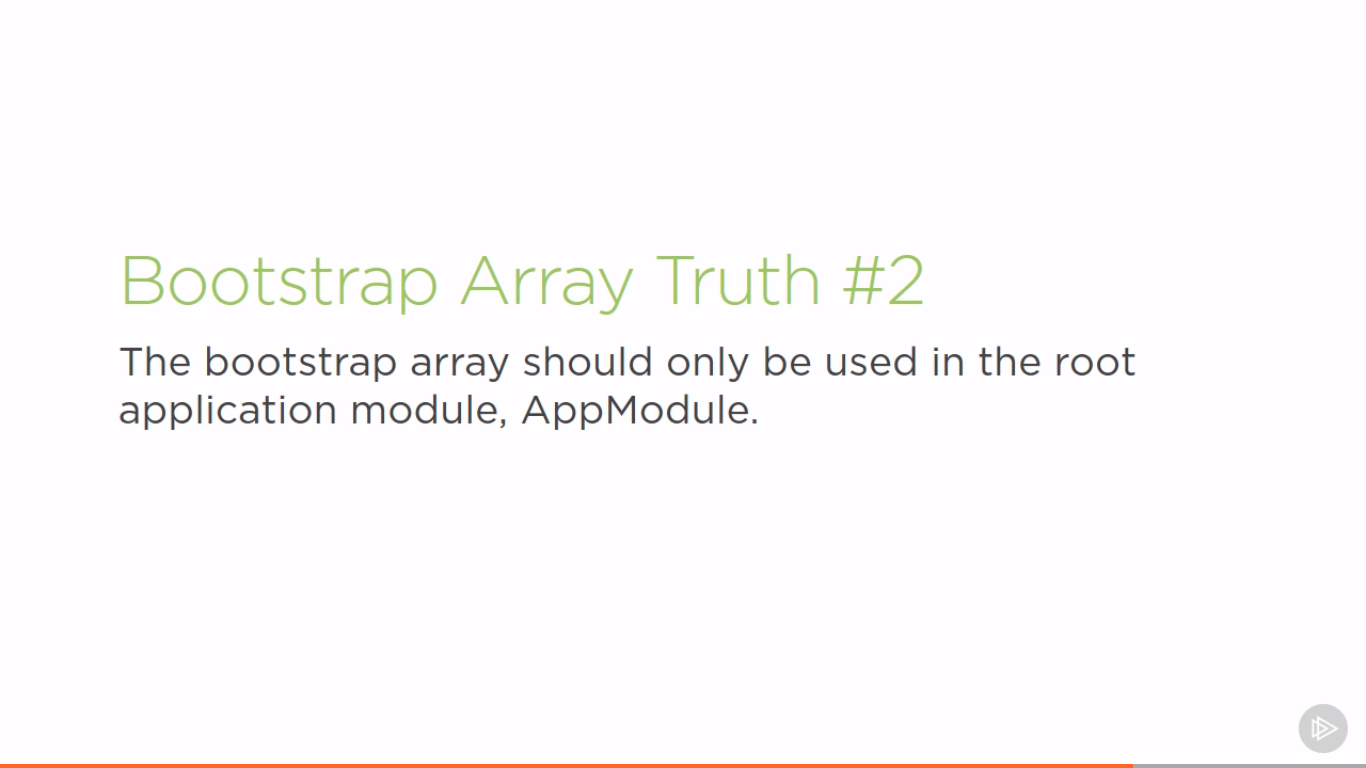 Bootstrap Array Truth #2
The bootstrap array should only be used in the root
application module, AppModule.